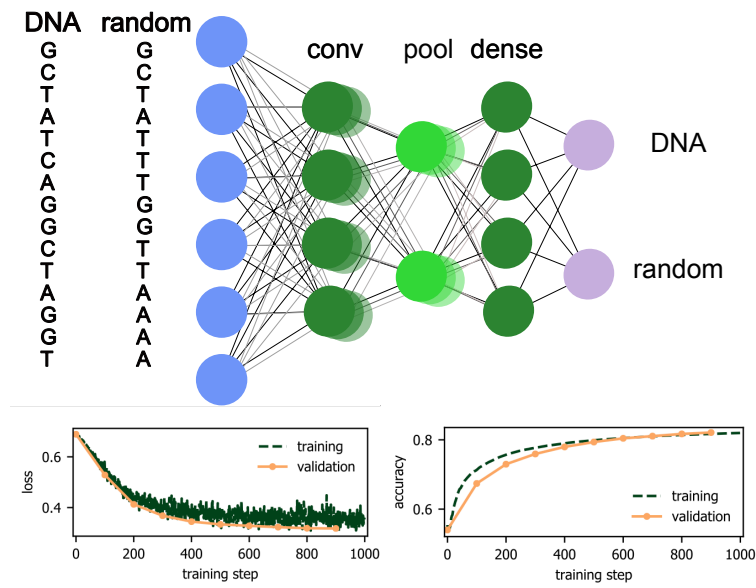 DNA random
G G
C C
T T
A A
T T
C T
A T
G G
G G
C T
T T
A A
G A
G A
T A
conv pool dense
DNA
random
0.6
0.4
loss
training
validation
0 200 400 600 800 1000
training step
0.8
0.6
accuracy
training
validation
0 200 400 600 800 1000
training step